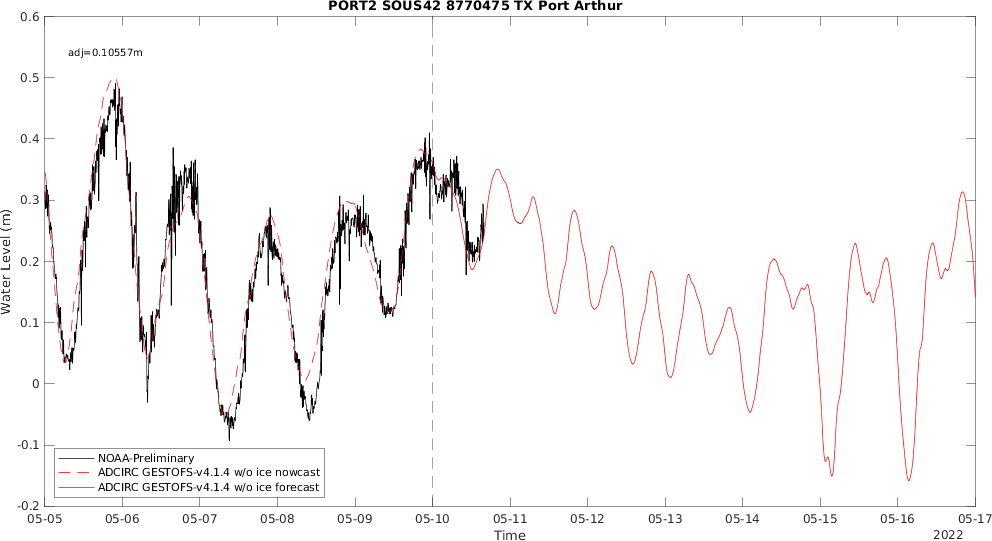 PORT2 SOUS42 8770475 TX Port Arthur
adj=0.10557m
0.6
0.5
0.4
0.3
0.2
0.1
0
-0.1
-0.2
Water Level (m)
NOAA-Preliminary
ADCIRC GESTOFS-v4.1.4 w/o ice nowcast
ADCIRC GESTOFS-v4.1.4 w/o ice forecast
05-05 05-06 05-07 05-08 05-09 05-10 05-11 05-12 05-13 05-14 05-15 05-16 05-17
Time
2022